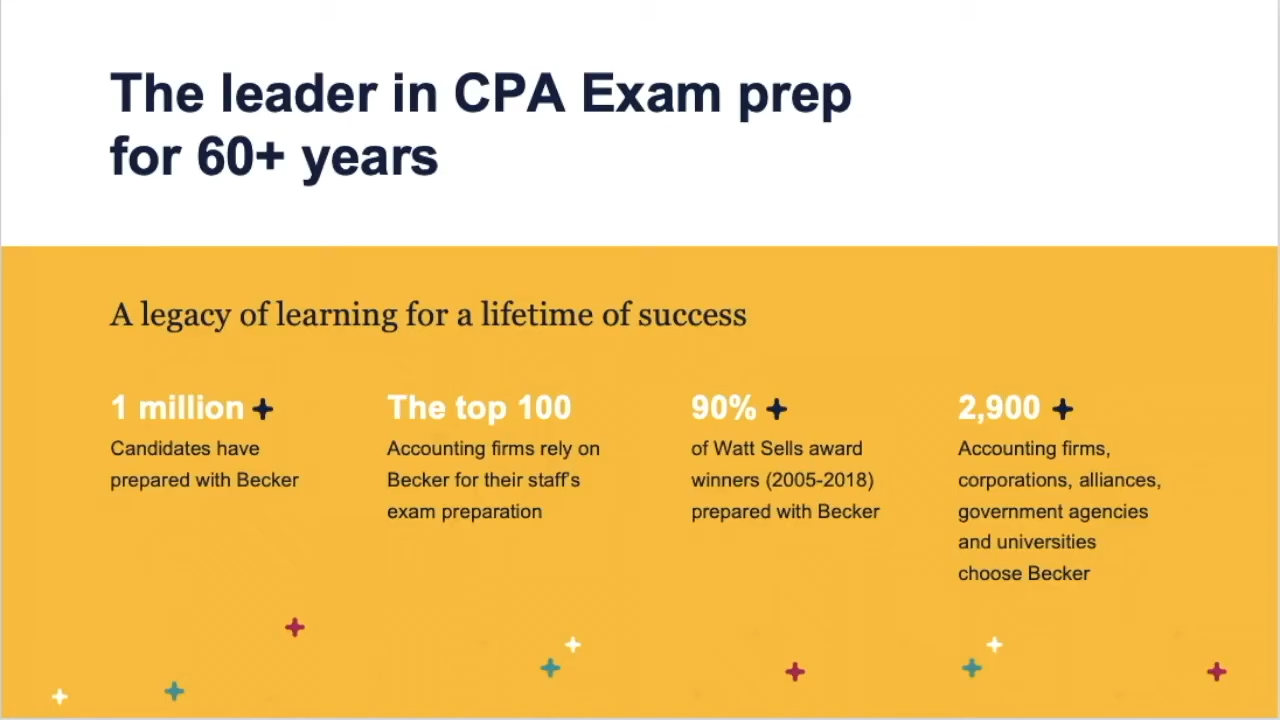 The leader in CPA Exam prep
for 60+ years
A legacy of learning for a lifetime of success
1 million +
Candidates have
prepared with Becker
The top 100
Accounting firms rely on
Becker for their staff's
exam preparation
90% +
of Watt Sells award
winners (2005-2018)
prepared with Becker
2,900 +
Accounting firms,
corporations, alliances,
government agencies
and universities
choose Becker